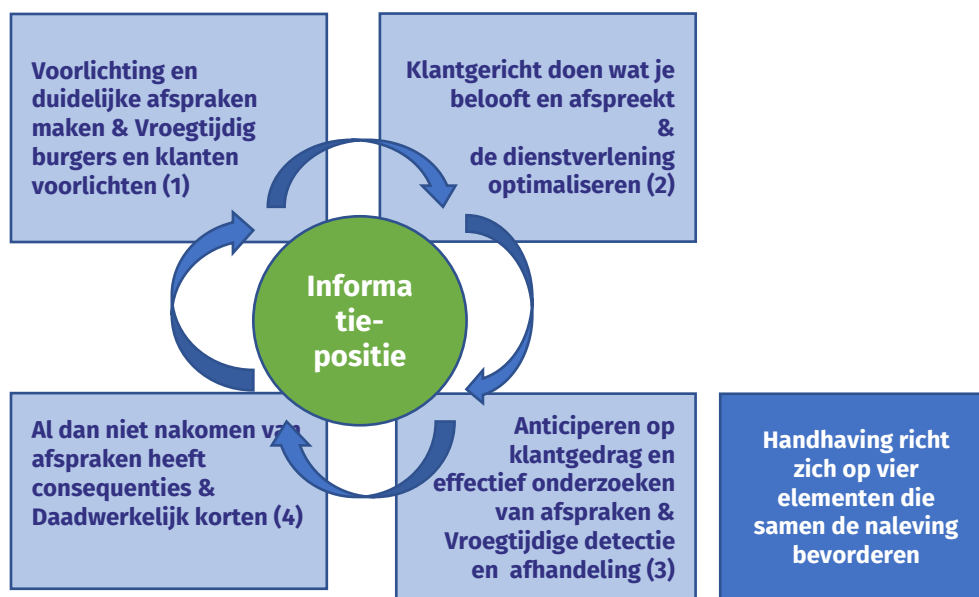 Voorlichting en
duidelijke afspraken
maken & Vroegtijdig
burgers en klanten
voorlichten (1)
Klantgericht doen wat je
belooft en afspreekt
&
de dienstverlening
optimaliseren (2)
Informa
tie-
positie
Al dan niet nakomen van
afspraken heeft
consequenties &
Daadwerkelijk korten (4)
Anticiperen op
klantgedrag en
effectief onderzoeken
van afspraken &
Vroegtijdige detectie
en afhandeling (3)
Handhaving richt
zich op vier
elementen die
samen de naleving
bevorderen